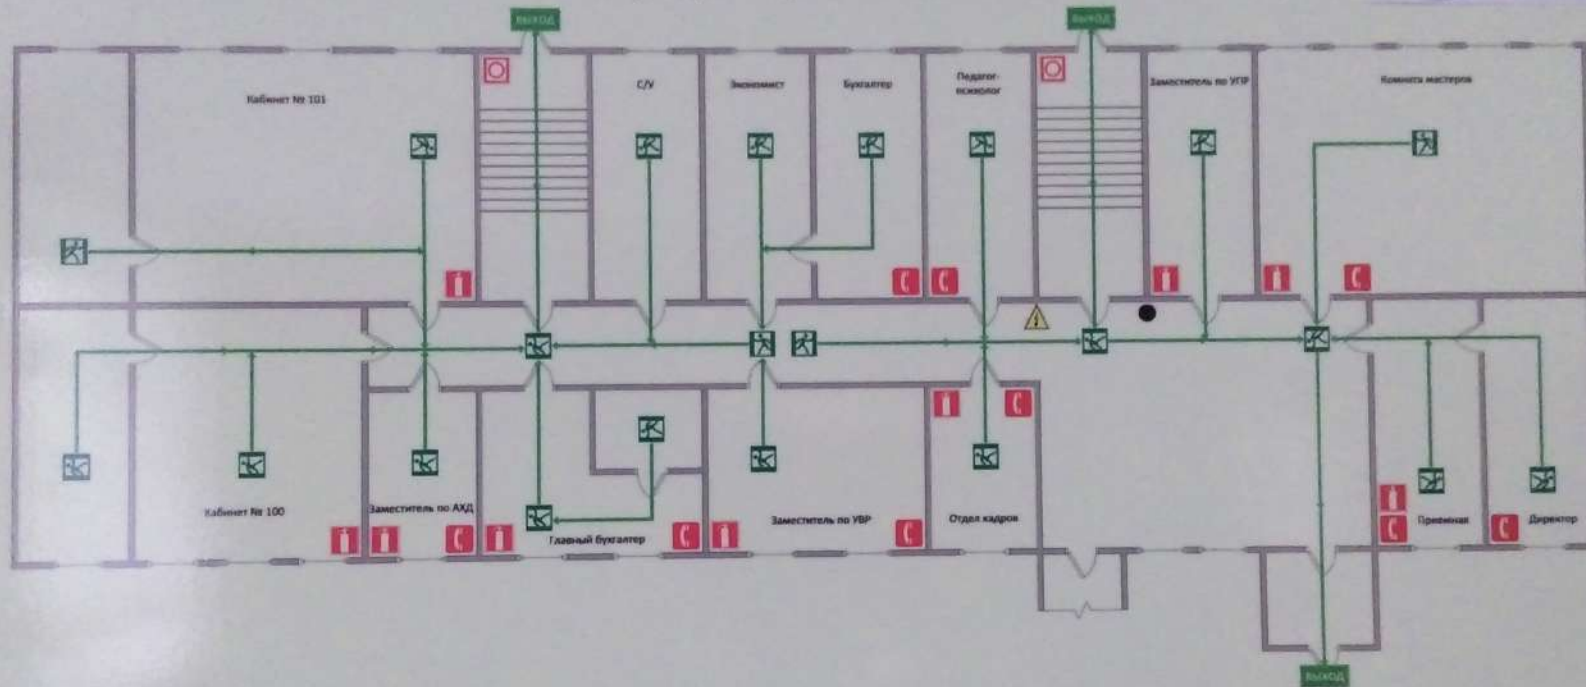 ВЫХОД
ВЫХОД
Кабинет № 101
С/У
Экономист
Бухгалтер
Педагог-
психолог
Заместитель по УПР
Комната мастеров
Кабинет № 100
Заместитель по АХД
Главный бухгалтер
Заместитель по УВР
Отдел кадров
Приемная
Директор
ВЫХОД